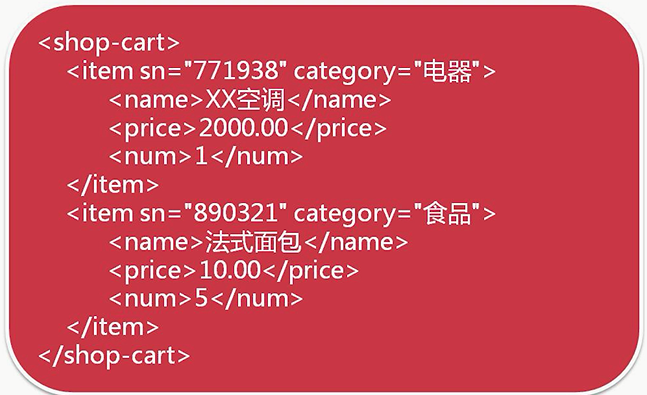 <shop-cart>
<item sn="771938" category="电器">
<name>XX空调</name>
<price>2000.00</price>
<num>1</num>
</item>
<item sn="890321" category="食品">
<name>法式面包</name>
<price>10.00</price>
<num>5</num>
</item>
</shop-cart>